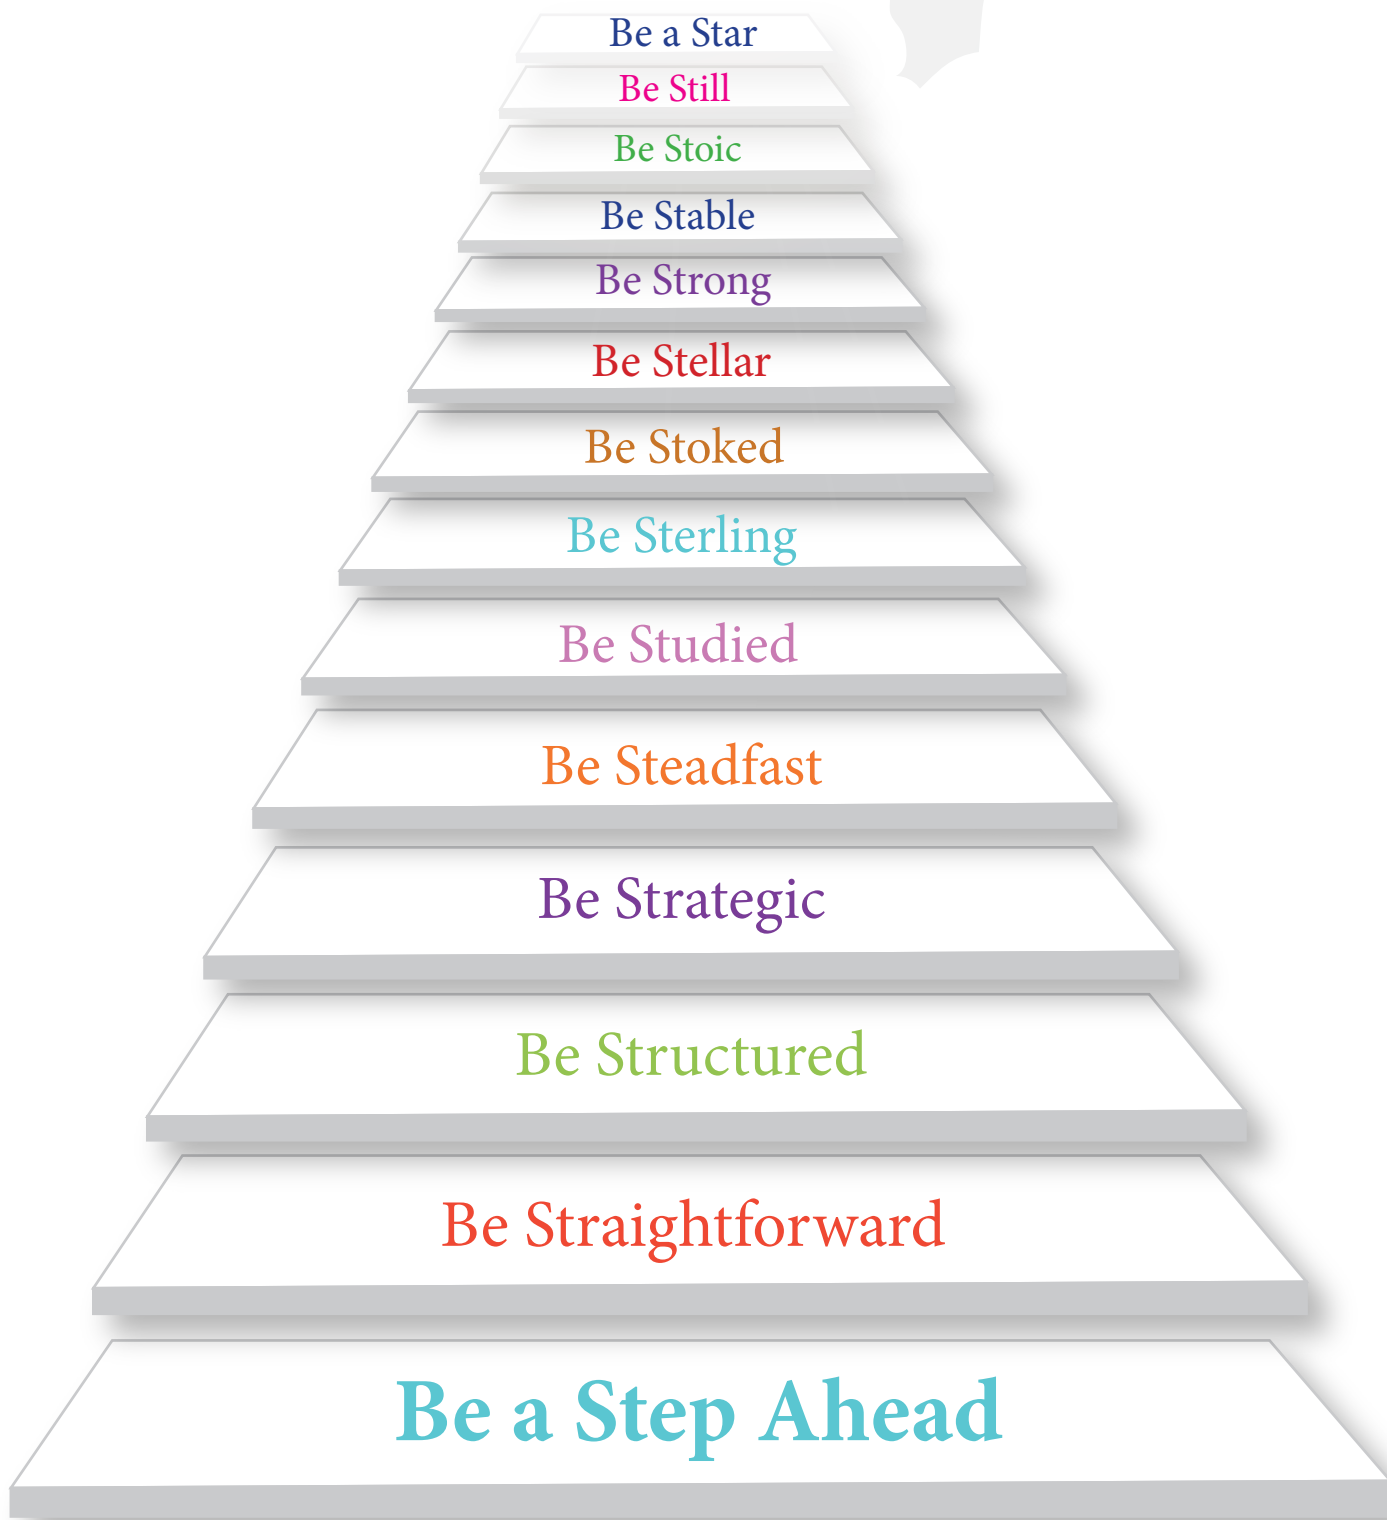 Be a Star
Be Still
Be Stoic
Be Stable
Be Strong
Be Stellar
Be Stoked
Be Sterling
Be Studied
Be Steadfast
Be Strategic
Be Structured
Be Straightforward
Be a Step Ahead